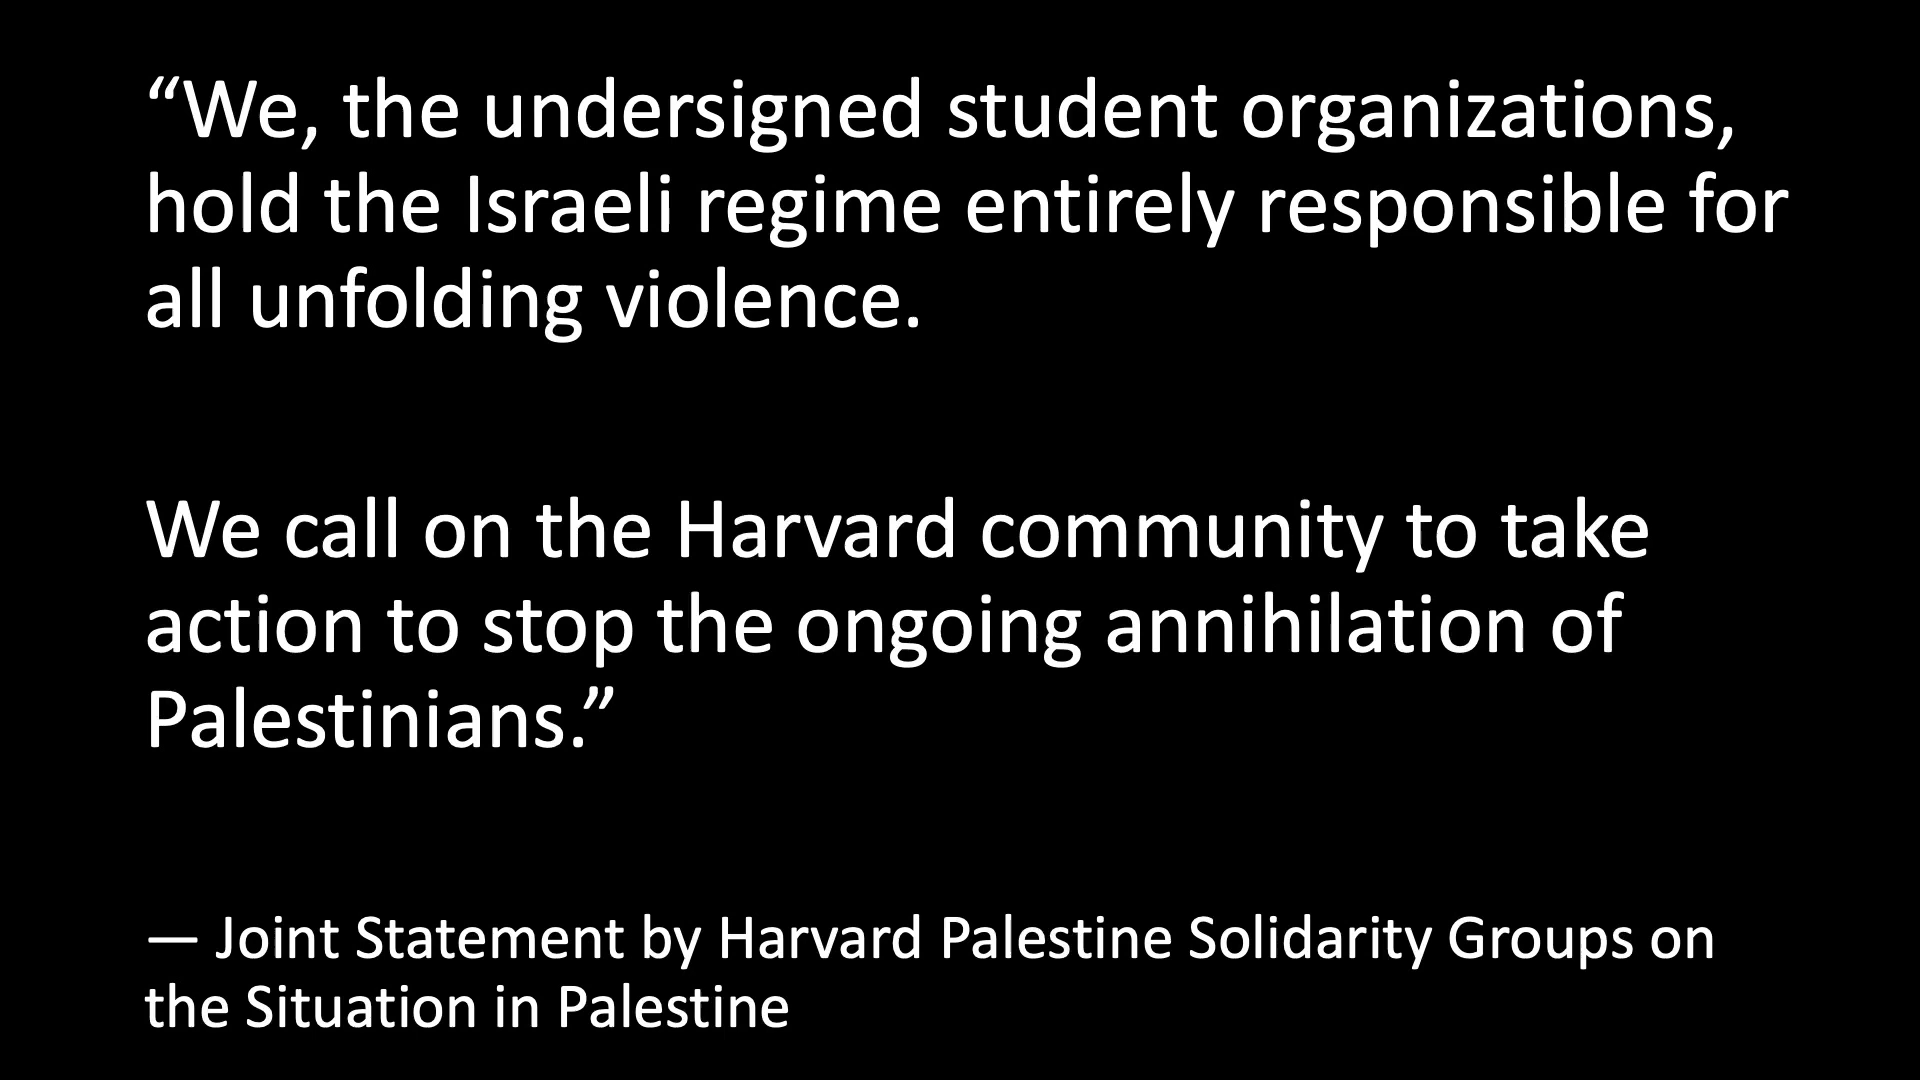 “We, the undersigned student organizations,
hold the Israeli regime entirely responsible for
all unfolding violence.
We call on the Harvard community to take
action to stop the ongoing annihilation of
Palestinians.”
— Joint Statement by Harvard Palestine Solidarity Groups on
the Situation in Palestine